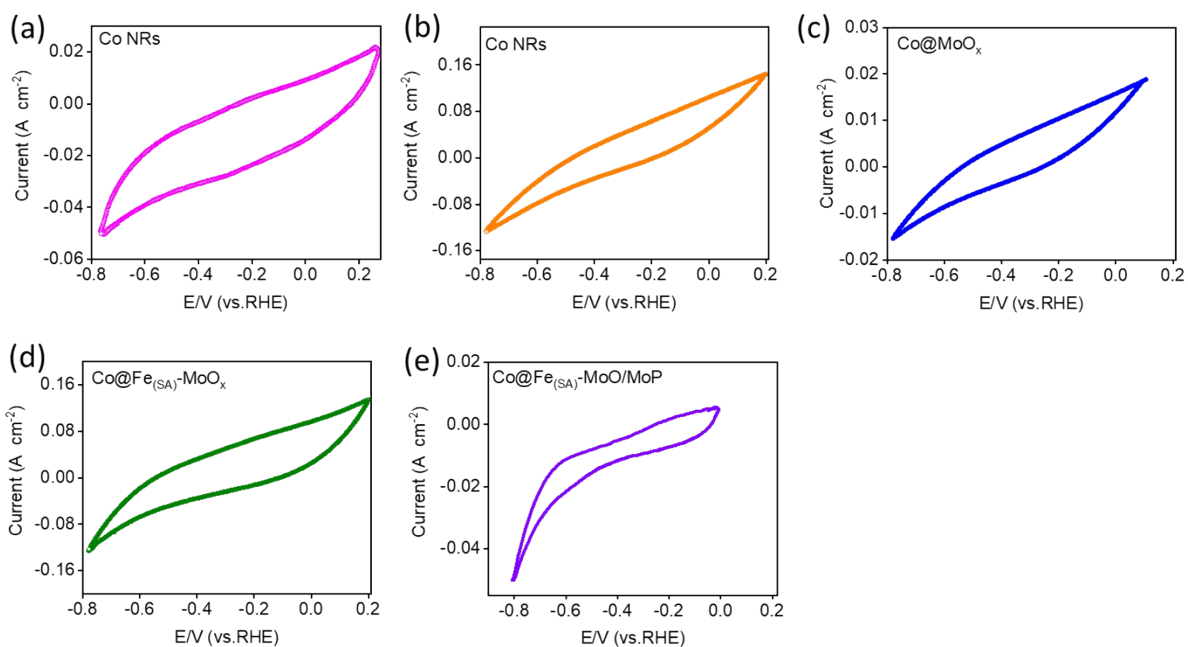 (a)
Co NRs
0.02
0.00
-0.02
-0.04
-0.06
Current (A cm-2)
-0.8 -0.6 -0.4 -0.2 0.0 0.2
E/V (vs.RHE)
(b)
Co NRs
0.16
0.08
0.00
-0.08
-0.16
Current (A cm-2)
-0.8 -0.6 -0.4 -0.2 0.0 0.2
E/V (vs.RHE)
(c)
Co@MoOx
0.03
0.02
0.01
0.00
-0.01
-0.02
Current (A cm-2)
-0.8 -0.6 -0.4 -0.2 0.0 0.2
E/V (vs.RHE)
(d)
Co@Fe(SA)-MoOx
0.16
0.08
0.00
-0.08
-0.16
Current (A cm-2)
-0.8 -0.6 -0.4 -0.2 0.0 0.2
E/V (vs.RHE)
(e)
Co@Fe(SA)-MoO/MoP
0.02
0.00
-0.02
-0.04
Current (A cm-2)
-0.8 -0.6 -0.4 -0.2 0.0 0.2
E/V (vs.RHE)